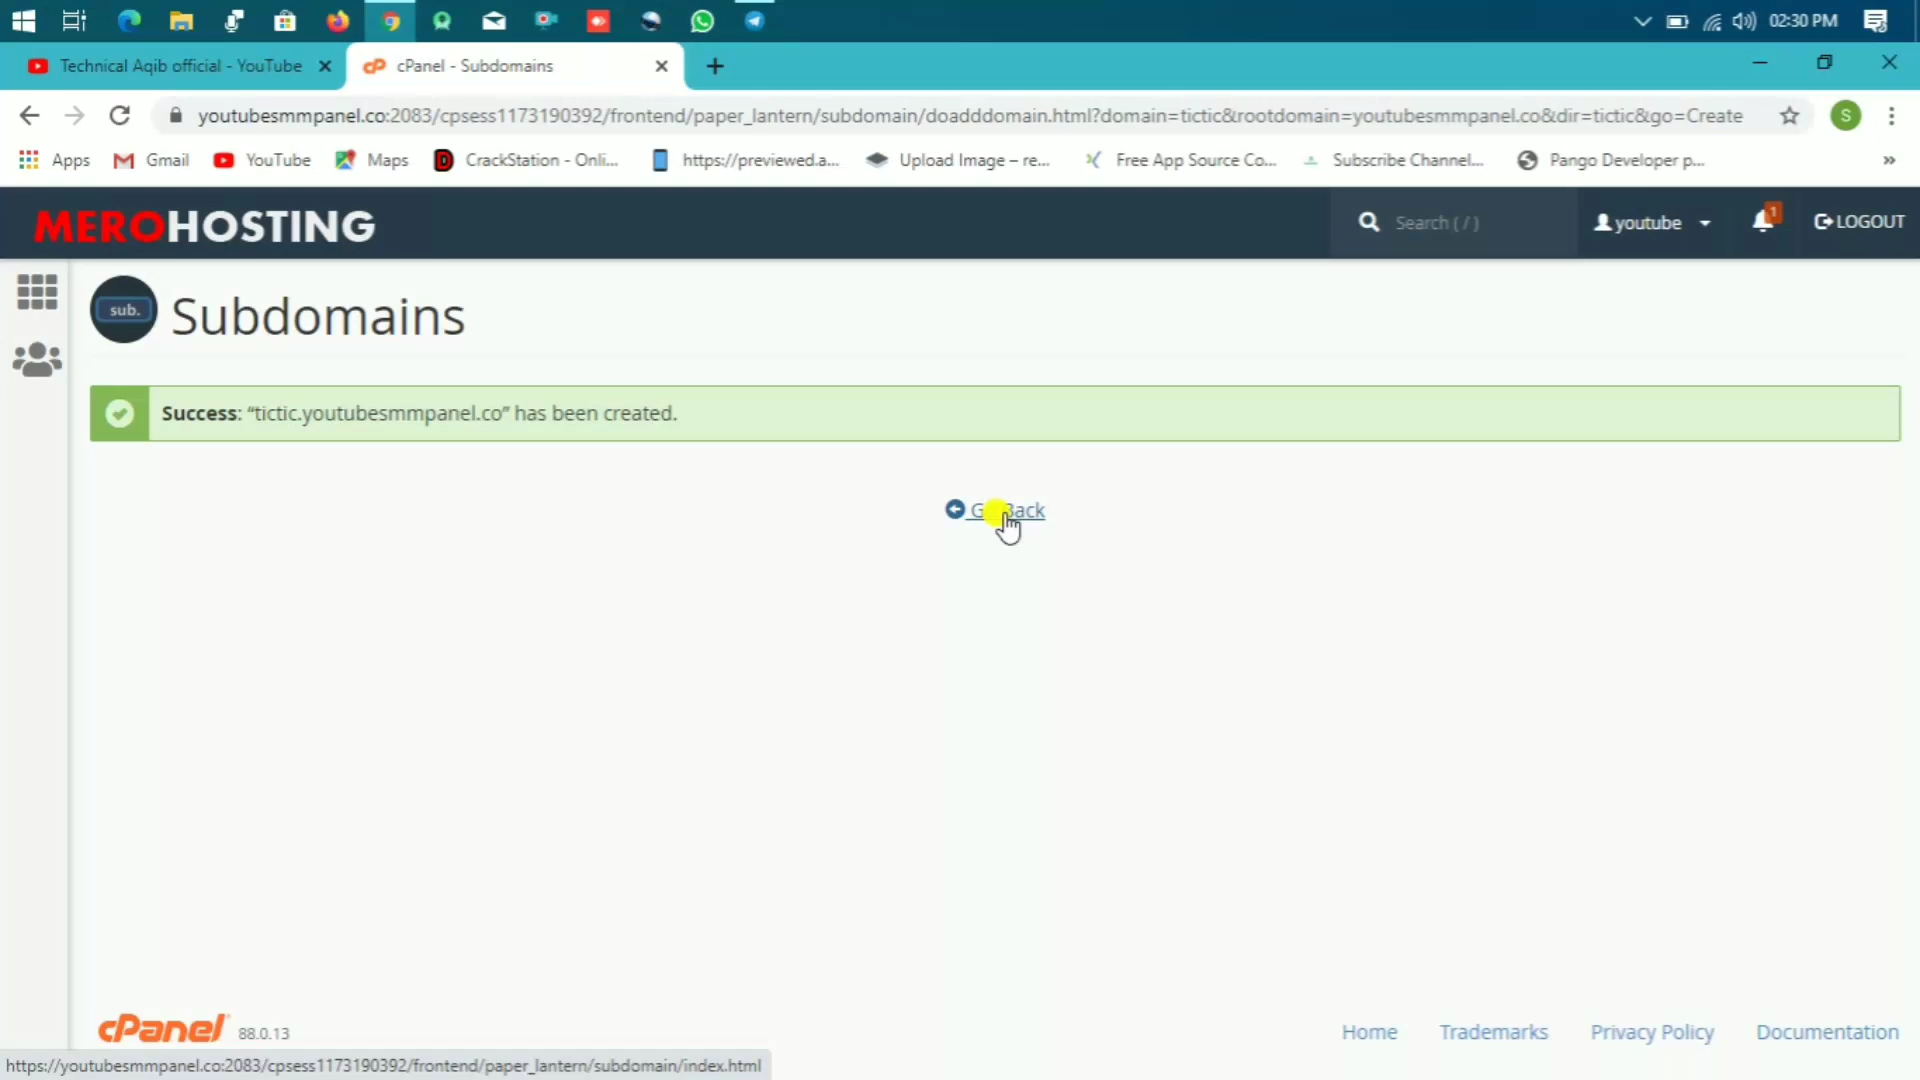 02:30 PM
Technical Aqib official - YouTube
cPanel - Subdomains
youtubesmmpanel.co:2083/cpsess1173190392/frontend/paper_lantern/subdomain/doadddomain.html?domain=tictic&rootdomain=youtubesmmpanel.co&dir=tictic&go=Create
S
Apps
Gmail
YouTube
Maps
CrackStation - Onli...
https://previewed.a...
Upload Image – re...
Free App Source Co...
Subscribe Channel...
Pango Developer p...
»
MEROHOSTING
Search ( / )
youtube
1
LOGOUT
sub.
Subdomains
Success: “tictic.youtubesmmpanel.co” has been created.
Go Back
cPanel 88.0.13
Home
Trademarks
Privacy Policy
Documentation
https://youtubesmmpanel.co:2083/cpsess1173190392/frontend/paper_lantern/subdomain/index.html